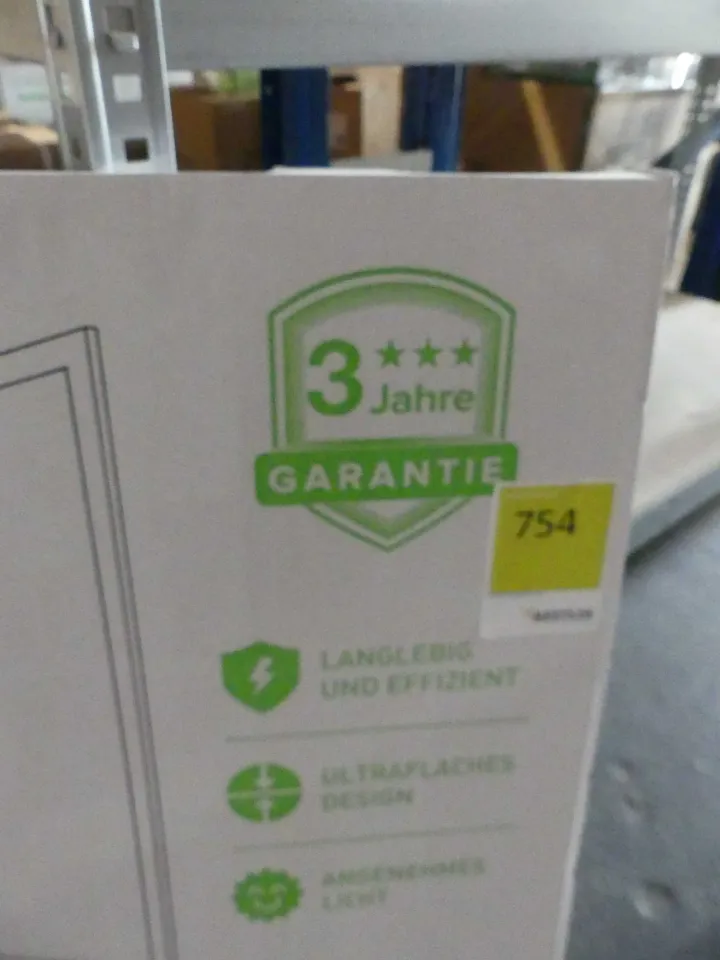 3
Jahre
GARANTIE
754
LANGLEBIG
UND EFFIZIENT
ULTRAFLACHES
DESIGN
ANGENEHMES
LICHT